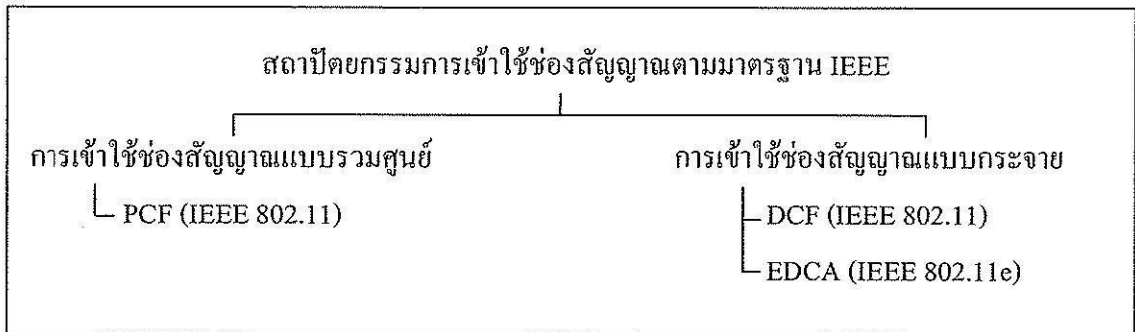 สถาปัตยกรรมการเข้าใช้ช่องสัญญาณตามมาตรฐาน IEEE
การเข้าใช้ช่องสัญญาณแบบรวมศูนย์
PCF (IEEE 802.11)
การเข้าใช้ช่องสัญญาณแบบกระจาย
DCF (IEEE 802.11)
EDCA (IEEE 802.11e)